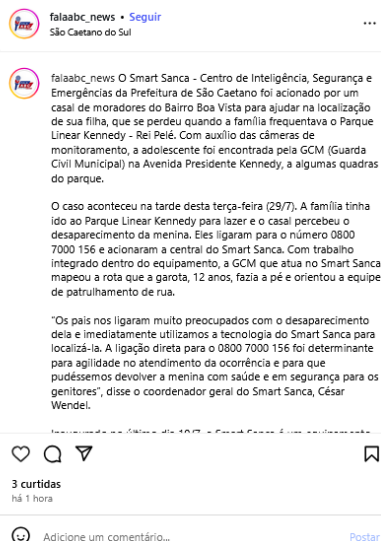 falaabc_news • Seguir
São Caetano do Sul
falaabc_news O Smart Sanca - Centro de Inteligência, Segurança e
Emergências da Prefeitura de São Caetano foi acionado por um
casal de moradores do Bairro Boa Vista para ajudar na localização
de sua filha, que se perdeu quando a família frequentava o Parque
Linear Kennedy - Rei Pelé. Com auxílio das câmeras de
monitoramento, a adolescente foi encontrada pela GCM (Guarda
Civil Municipal) na Avenida Presidente Kennedy, a algumas quadras
do parque.
O caso aconteceu na tarde desta terça-feira (29/7). A família tinha
ido ao Parque Linear Kennedy para lazer e o casal percebeu o
desaparecimento da menina. Eles ligaram para o número 0800
7000 156 e acionaram a central do Smart Sanca. Com trabalho
integrado dentro do equipamento, a GCM que atua no Smart Sanca
mapeou a rota que a garota, 12 anos, fazia a pé e orientou a equipe
de patrulhamento de rua.
"Os pais nos ligaram muito preocupados com o desaparecimento
dela e imediatamente utilizamos a tecnologia do Smart Sanca para
localizá-la. A ligação direta para o 0800 7000 156 foi determinante
para agilidade no atendimento da ocorrência e para que
pudéssemos devolver a menina com saúde e em segurança para os
genitores", disse o coordenador geral do Smart Sanca, César
Wendel.
Inaugurado no último dia 10/7, o Smart Sanca é um equipamento
3 curtidas
há 1 hora
Adicione um comentário...
Postar